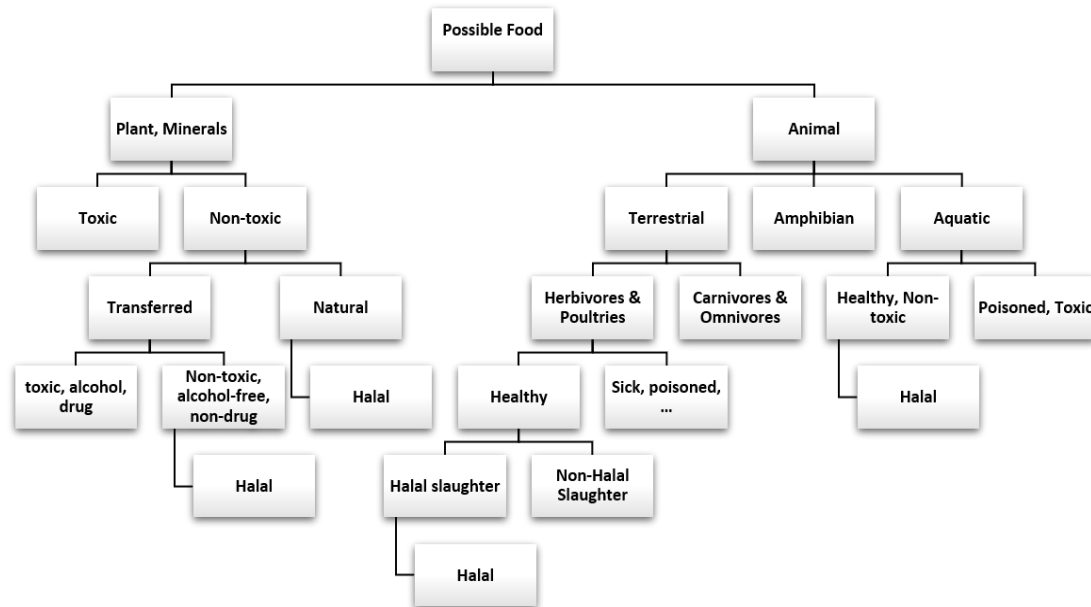 Possible Food
Plant, Minerals
Animal
Toxic
Non-toxic
Terrestrial
Amphibian
Aquatic
Transferred
Natural
Herbivores &
Poultries
Carnivores &
Omnivores
Healthy, Non-
toxic
Poisoned, Toxic
toxic, alcohol,
drug
Non-toxic,
alcohol-free,
non-drug
Halal
Healthy
Sick, poisoned,
...
Halal
Halal
Halal slaughter
Non-Halal
Slaughter
Halal